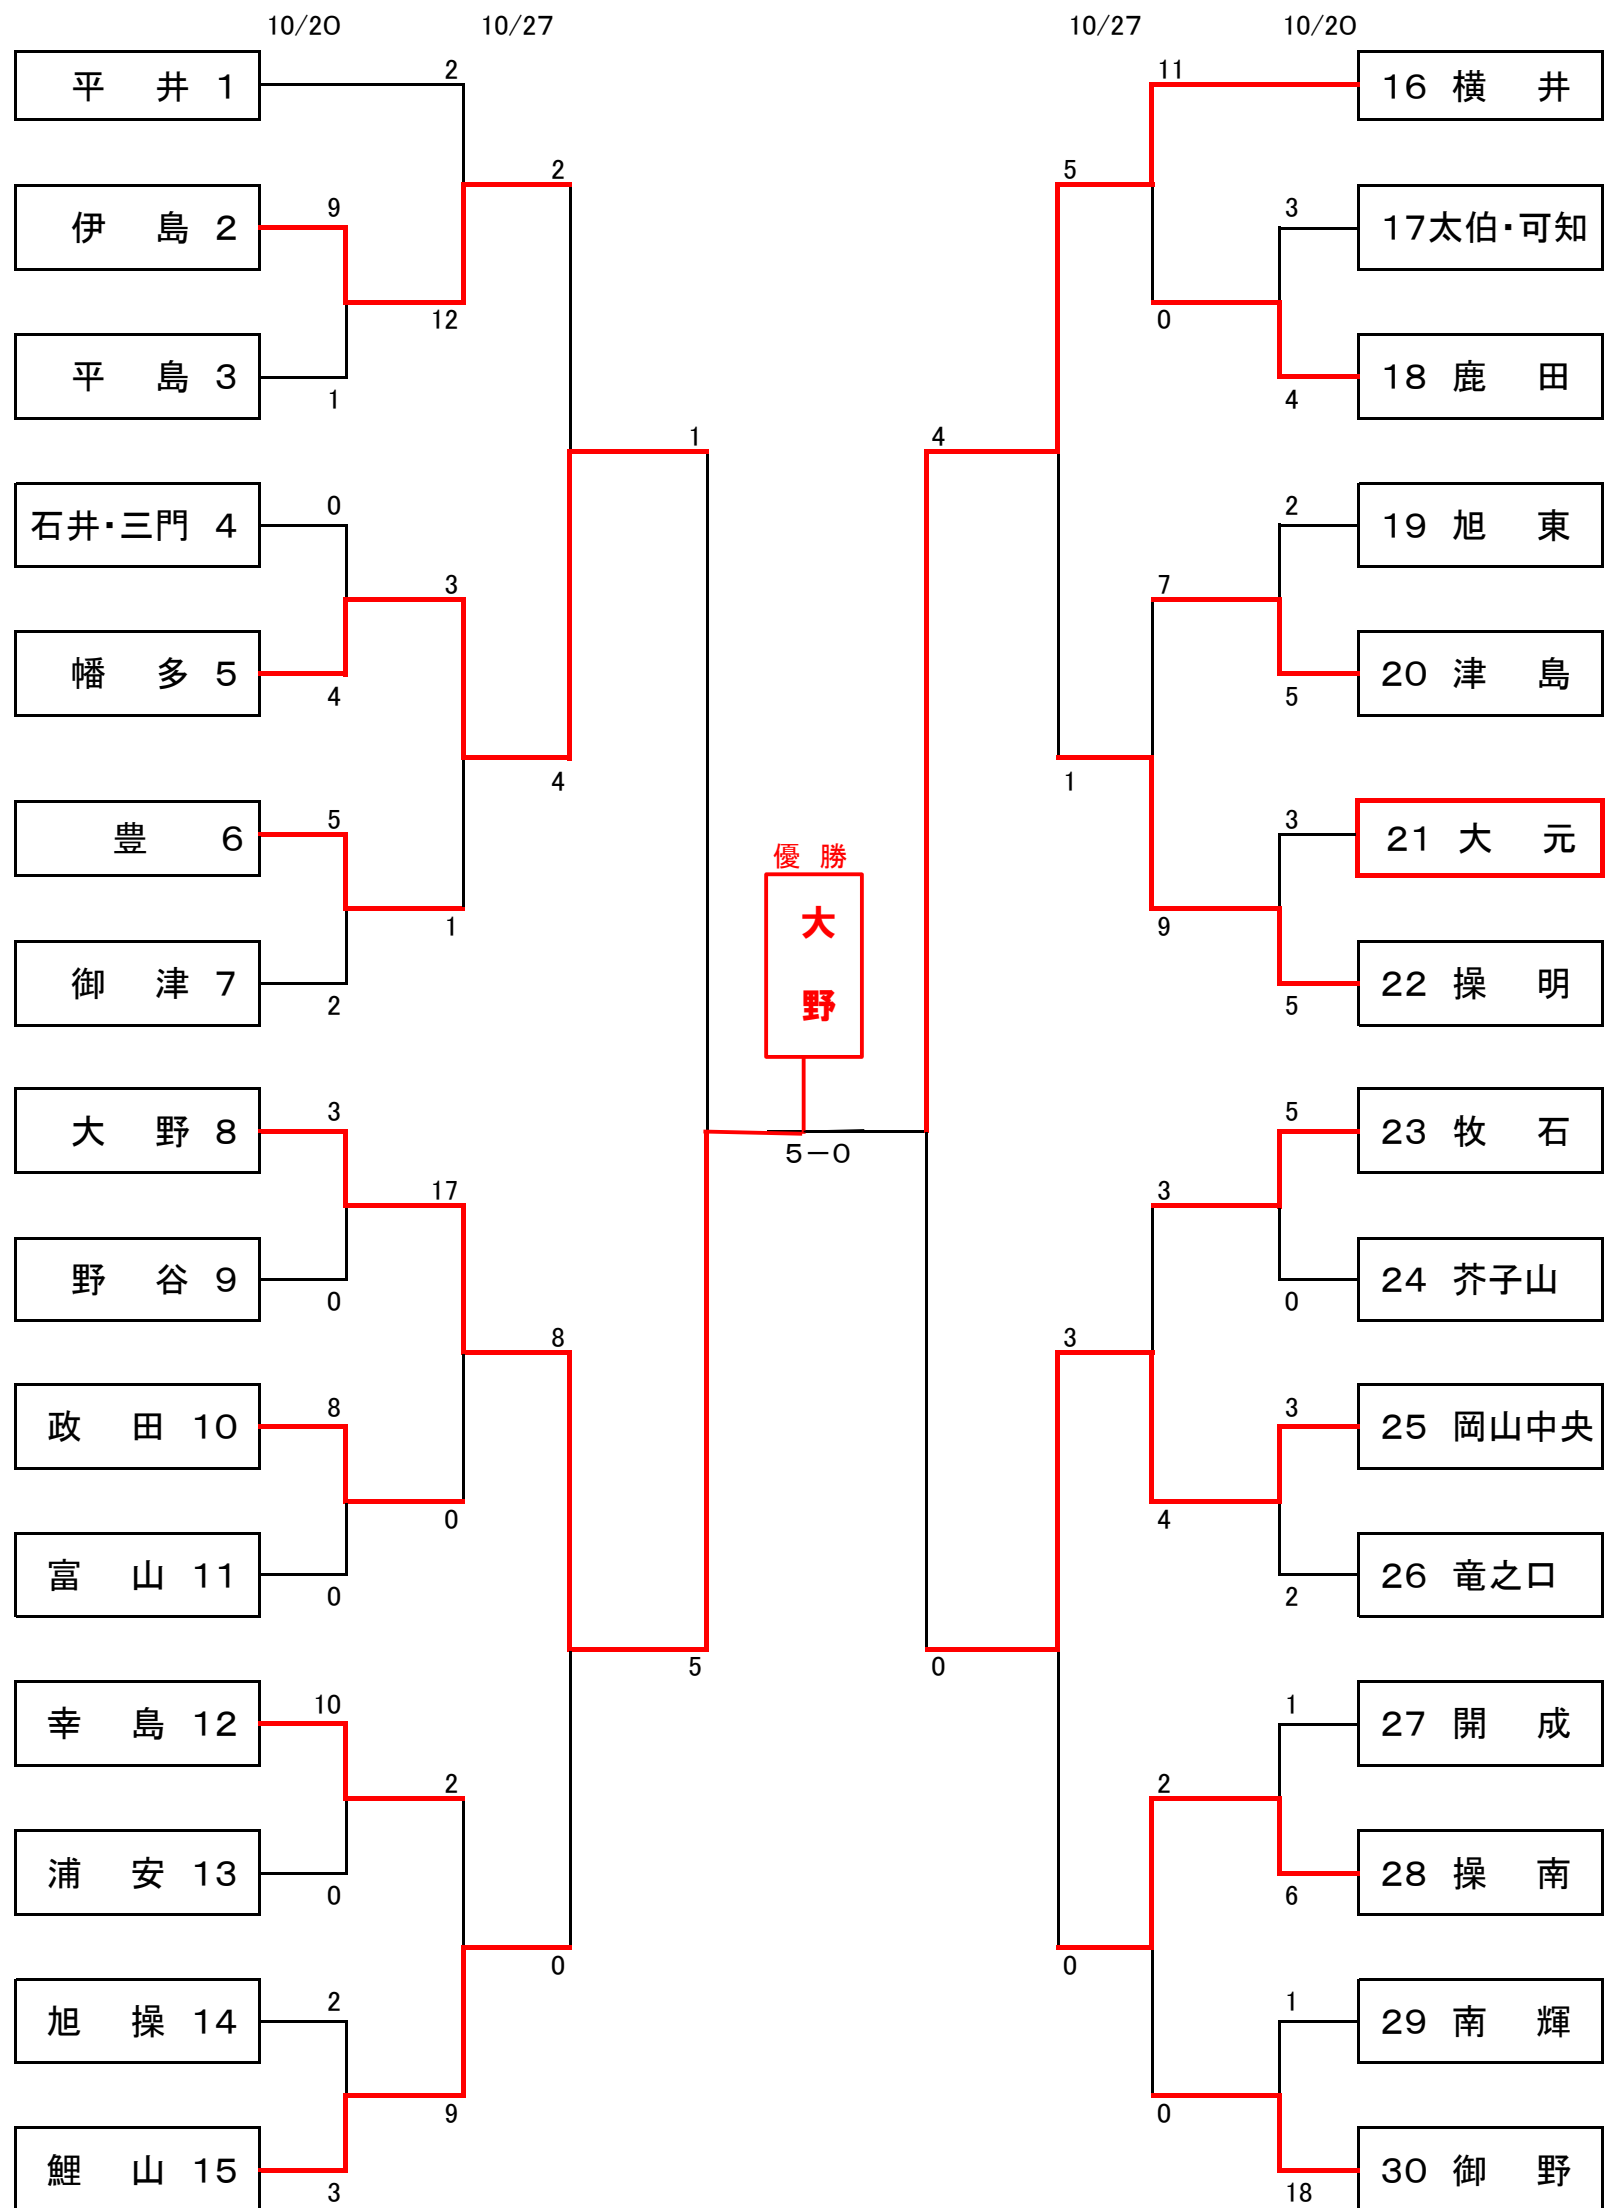 10/20 10/27 10/27 10/20
2 11
平 井 1 16 横 井
2 5
9 3
伊 島 2 17太伯・可知
12 0
平 島 3 18 鹿 田
1 4
1 4
0 2
石井・三門 4 19 旭 東
3 7
幡 多 5 20 津 島
4 5
4 1
5 3
豊 6 21 大 元
優 勝
大
野
1 9
御 津 7 22 操 明
2 5
3 5
大 野 8 23 牧 石
5－0
17 3
野 谷 9 24 芥子山
0 0
8 3
8 3
政 田 10 25 岡山中央
0 4
富 山 11 26 竜之口
0 2
5 0
10 1
幸 島 12 27 開 成
2 2
浦 安 13 28 操 南
0 6
0 0
2 1
旭 操 14 29 南 輝
9 0
鯉 山 15 30 御 野
3 18